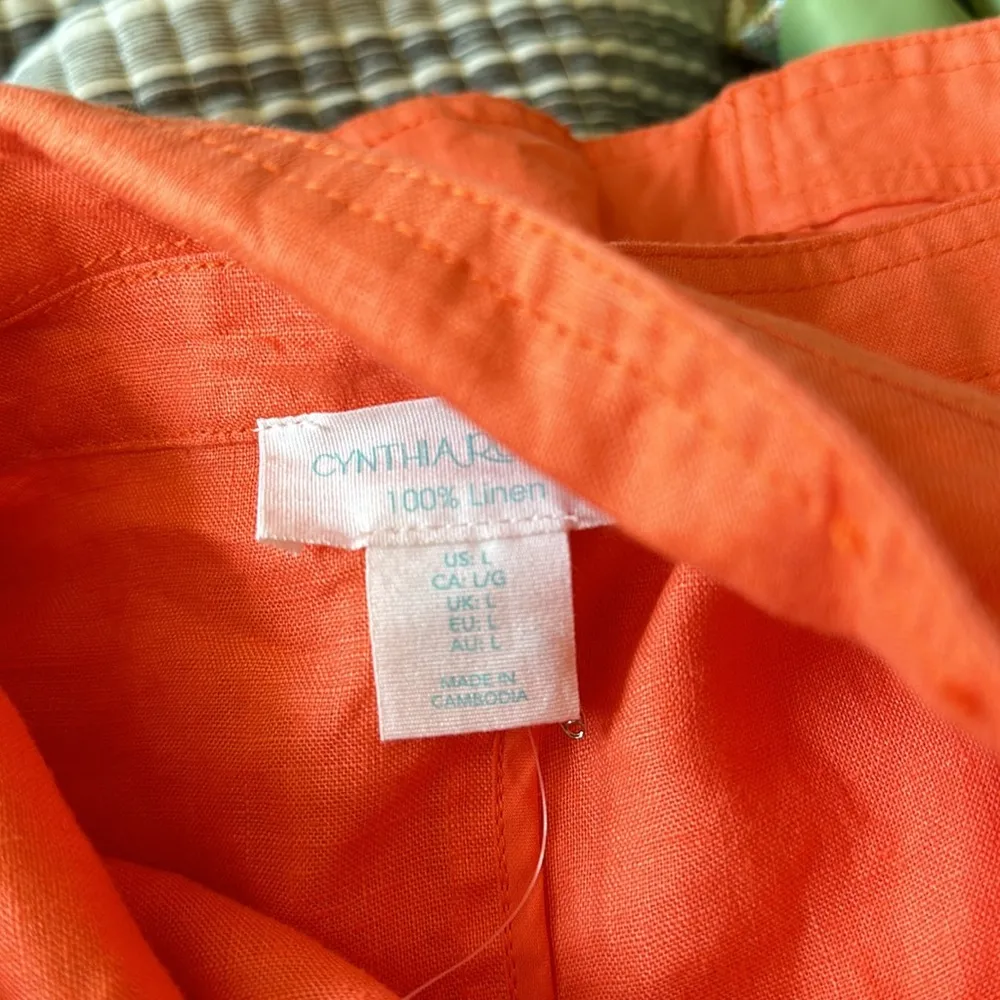 CYNTHIA
100% Linen
US: L
CA: L/G
UK: L
EU: L
AU: L
MADE IN
CAMBODIA